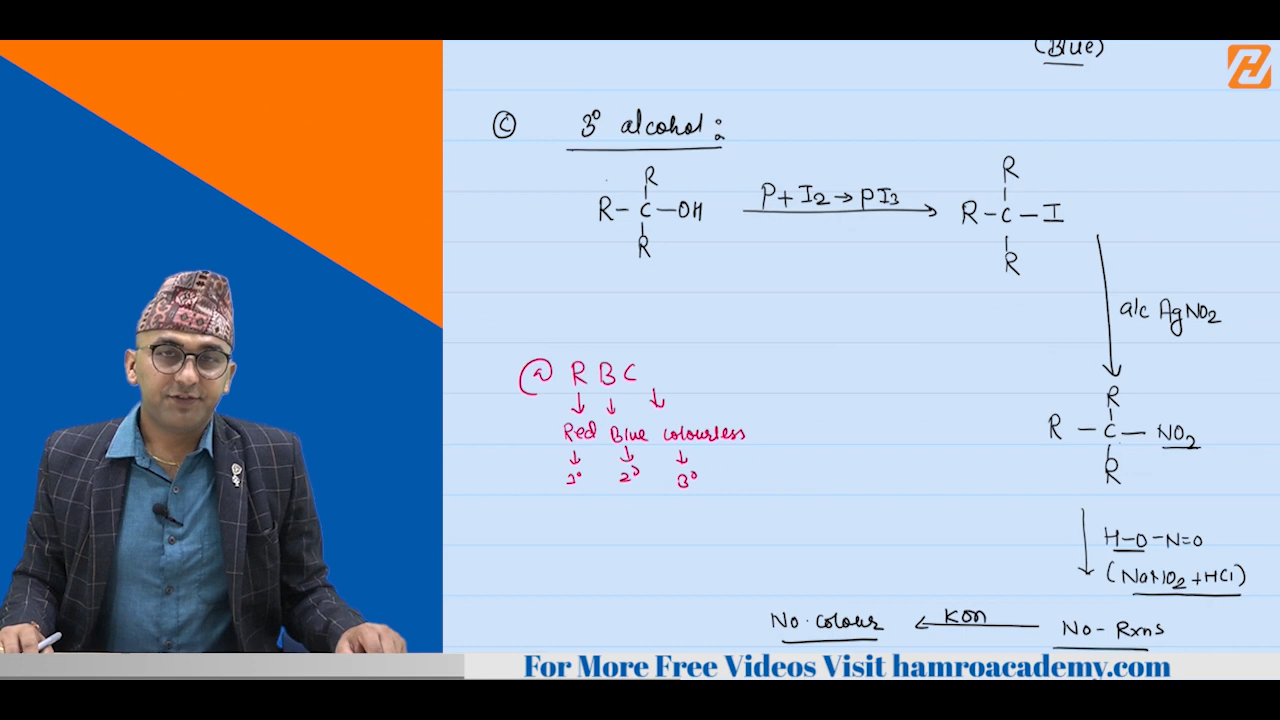 (Blue)
Ⓒ 3° alcohol:
R
R-C-OH
R
P+I2→PI3
R
R-C-I
R
alc AgNO2
@ R B C
↓ ↓ ↓
Red Blue colourless
↓ ↓ ↓
1° 2° 3°
R
R-C-NO2
R
H-O-N=O
(NaNO2+HCl)
No-Rxns
KOH
No.colour
For More Free Videos Visit hamroacademy.com